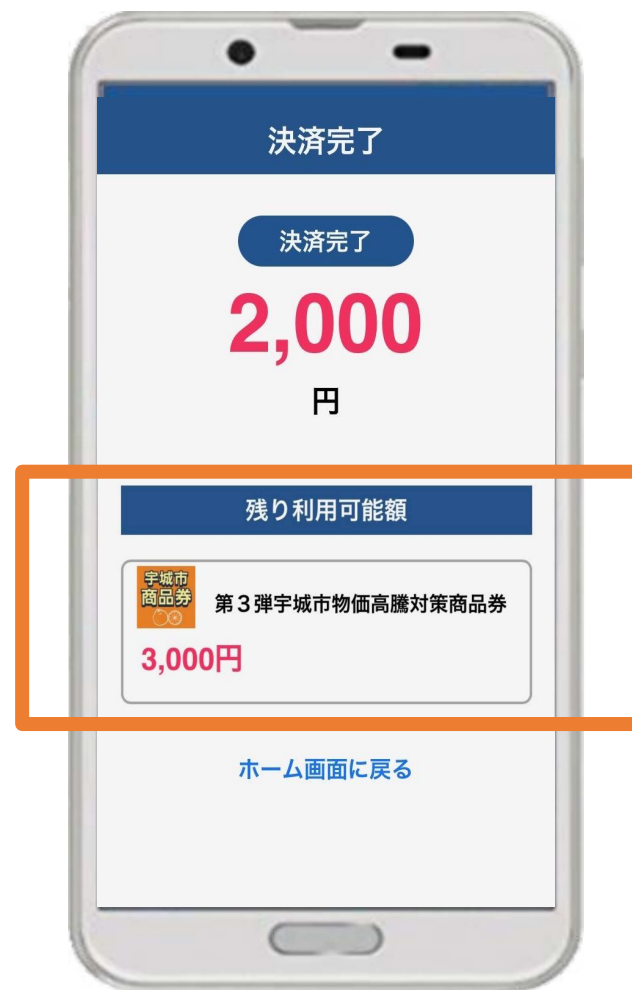 決済完了
決済完了
2,000
円
残り利用可能額
宇城市
商品券
第３弾宇城市物価高騰対策商品券
3,000円
ホーム画面に戻る